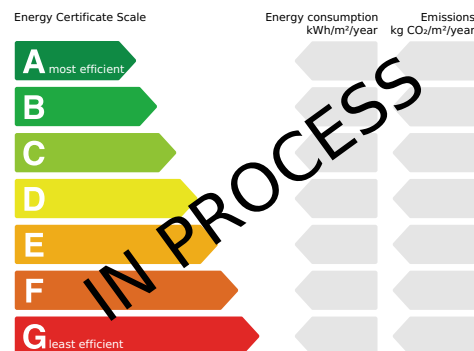 Energy Certificate Scale
Energy consumption
kWh/m²/year
Emissions
kg CO₂/m²/year
A most efficient
B
C
D
E
F
G least efficient
IN PROCESS